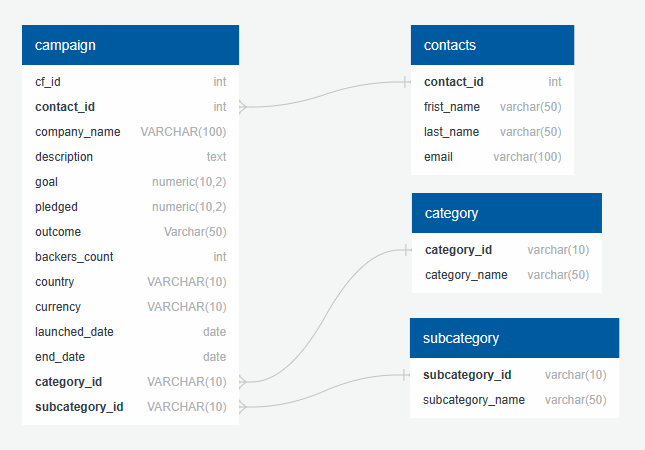 campaign
cf_id int
contact_id int
company_name VARCHAR(100)
description text
goal numeric(10,2)
pledged numeric(10,2)
outcome Varchar(50)
backers_count int
country VARCHAR(10)
currency VARCHAR(10)
launched_date date
end_date date
category_id VARCHAR(10)
subcategory_id VARCHAR(10)
contacts
contact_id int
frist_name varchar(50)
last_name varchar(50)
email varchar(100)
category
category_id varchar(10)
category_name varchar(50)
subcategory
subcategory_id varchar(10)
subcategory_name varchar(50)